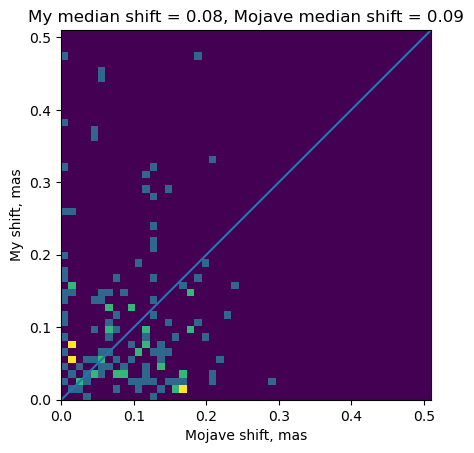 My median shift = 0.08, Mojave median shift = 0.09
0.5
0.4
0.3
0.2
0.1
0.0
My shift, mas
0.0 0.1 0.2 0.3 0.4 0.5
Mojave shift, mas